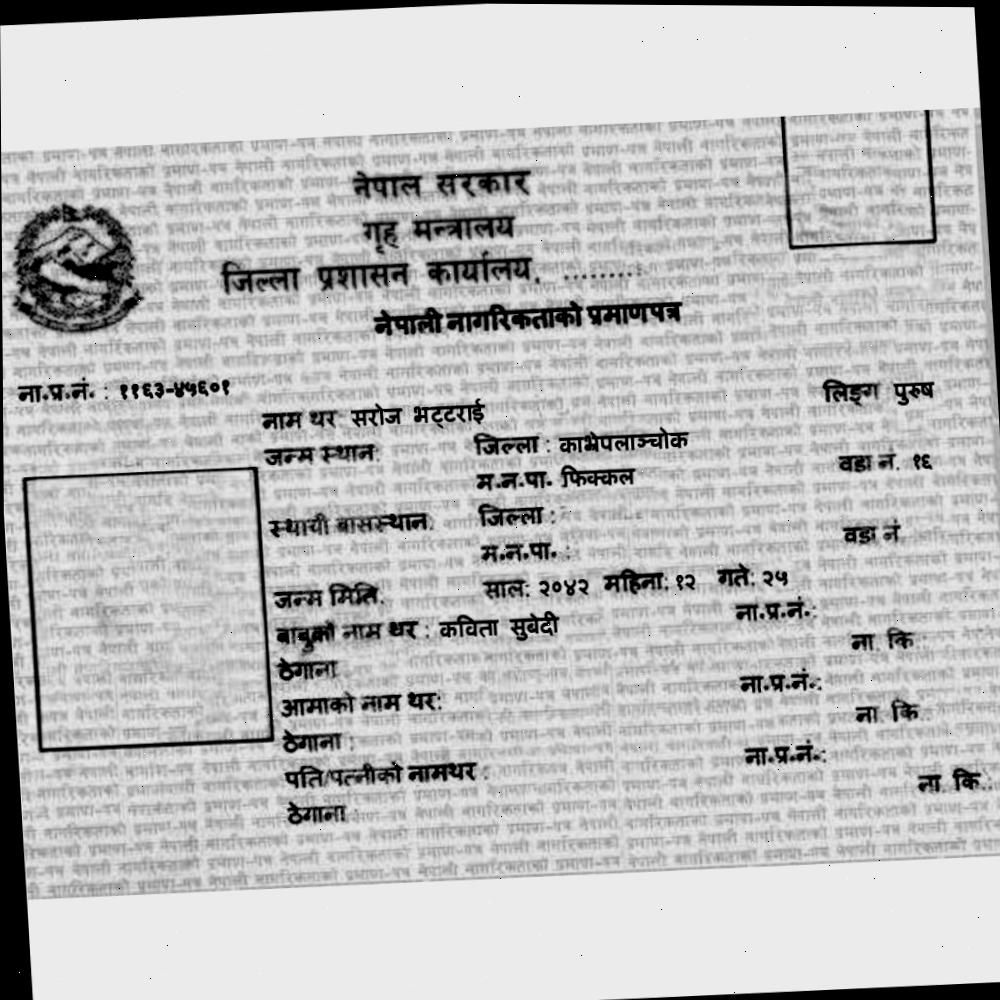 नेपाल सरकार
गृह मन्त्रालय
जिल्ला प्रशासन कार्यालय, .........
नेपाली नागरिकताको प्रमाणपत्र
ना.प्र.नं. : ११६३-४५६०१ लिङ्ग पुरुष
नाम थर सरोज भट्टराई
जन्म स्थान: जिल्ला : काभ्रेपलाञ्चोक
म.न.पा. फिक्कल वडा नं. १६
स्थायी बासस्थान: जिल्ला :
म.न.पा. : वडा नं
जन्म मिति. साल: २०४२ महिना: १२ गते: २५
बाबुको नाम थर : कविता सुबेदी ना.प्र.नं.:
ठेगाना ना. कि.:
आमाको नाम थर: ना.प्र.नं.:
ठेगाना : ना. कि.:
पति/पत्नीको नामथर : ना.प्र.नं.:
ठेगाना : ना. कि.: